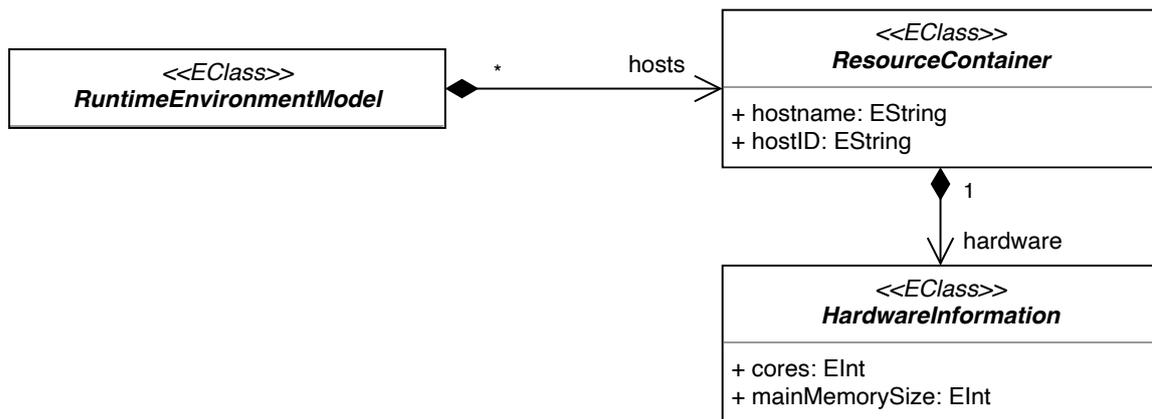 <<EClass>>
RuntimeEnvironmentModel
*
hosts
<<EClass>>
ResourceContainer
+ hostname: EString
+ hostID: EString
1
hardware
<<EClass>>
HardwareInformation
+ cores: EInt
+ mainMemorySize: EInt